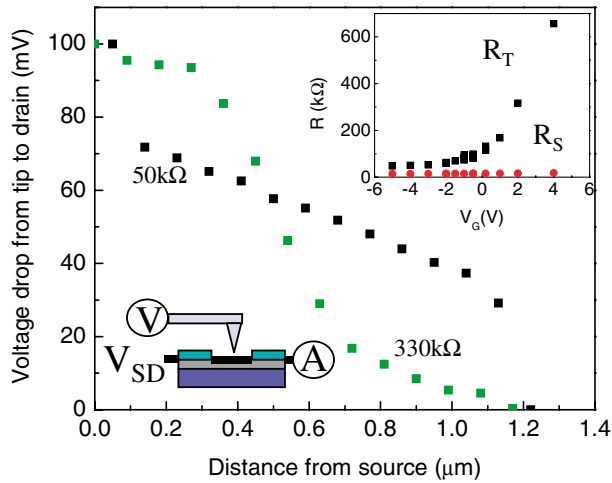 Voltage drop from tip to drain (mV)
100
80
60
40
20
0
0.0 0.2 0.4 0.6 0.8 1.0 1.2 1.4
Distance from source (μm)
50kΩ
330kΩ
V
V_SD
A
R (kΩ)
600
400
200
0
-6 -4 -2 0 2 4 6
V_G(V)
R_T
R_S